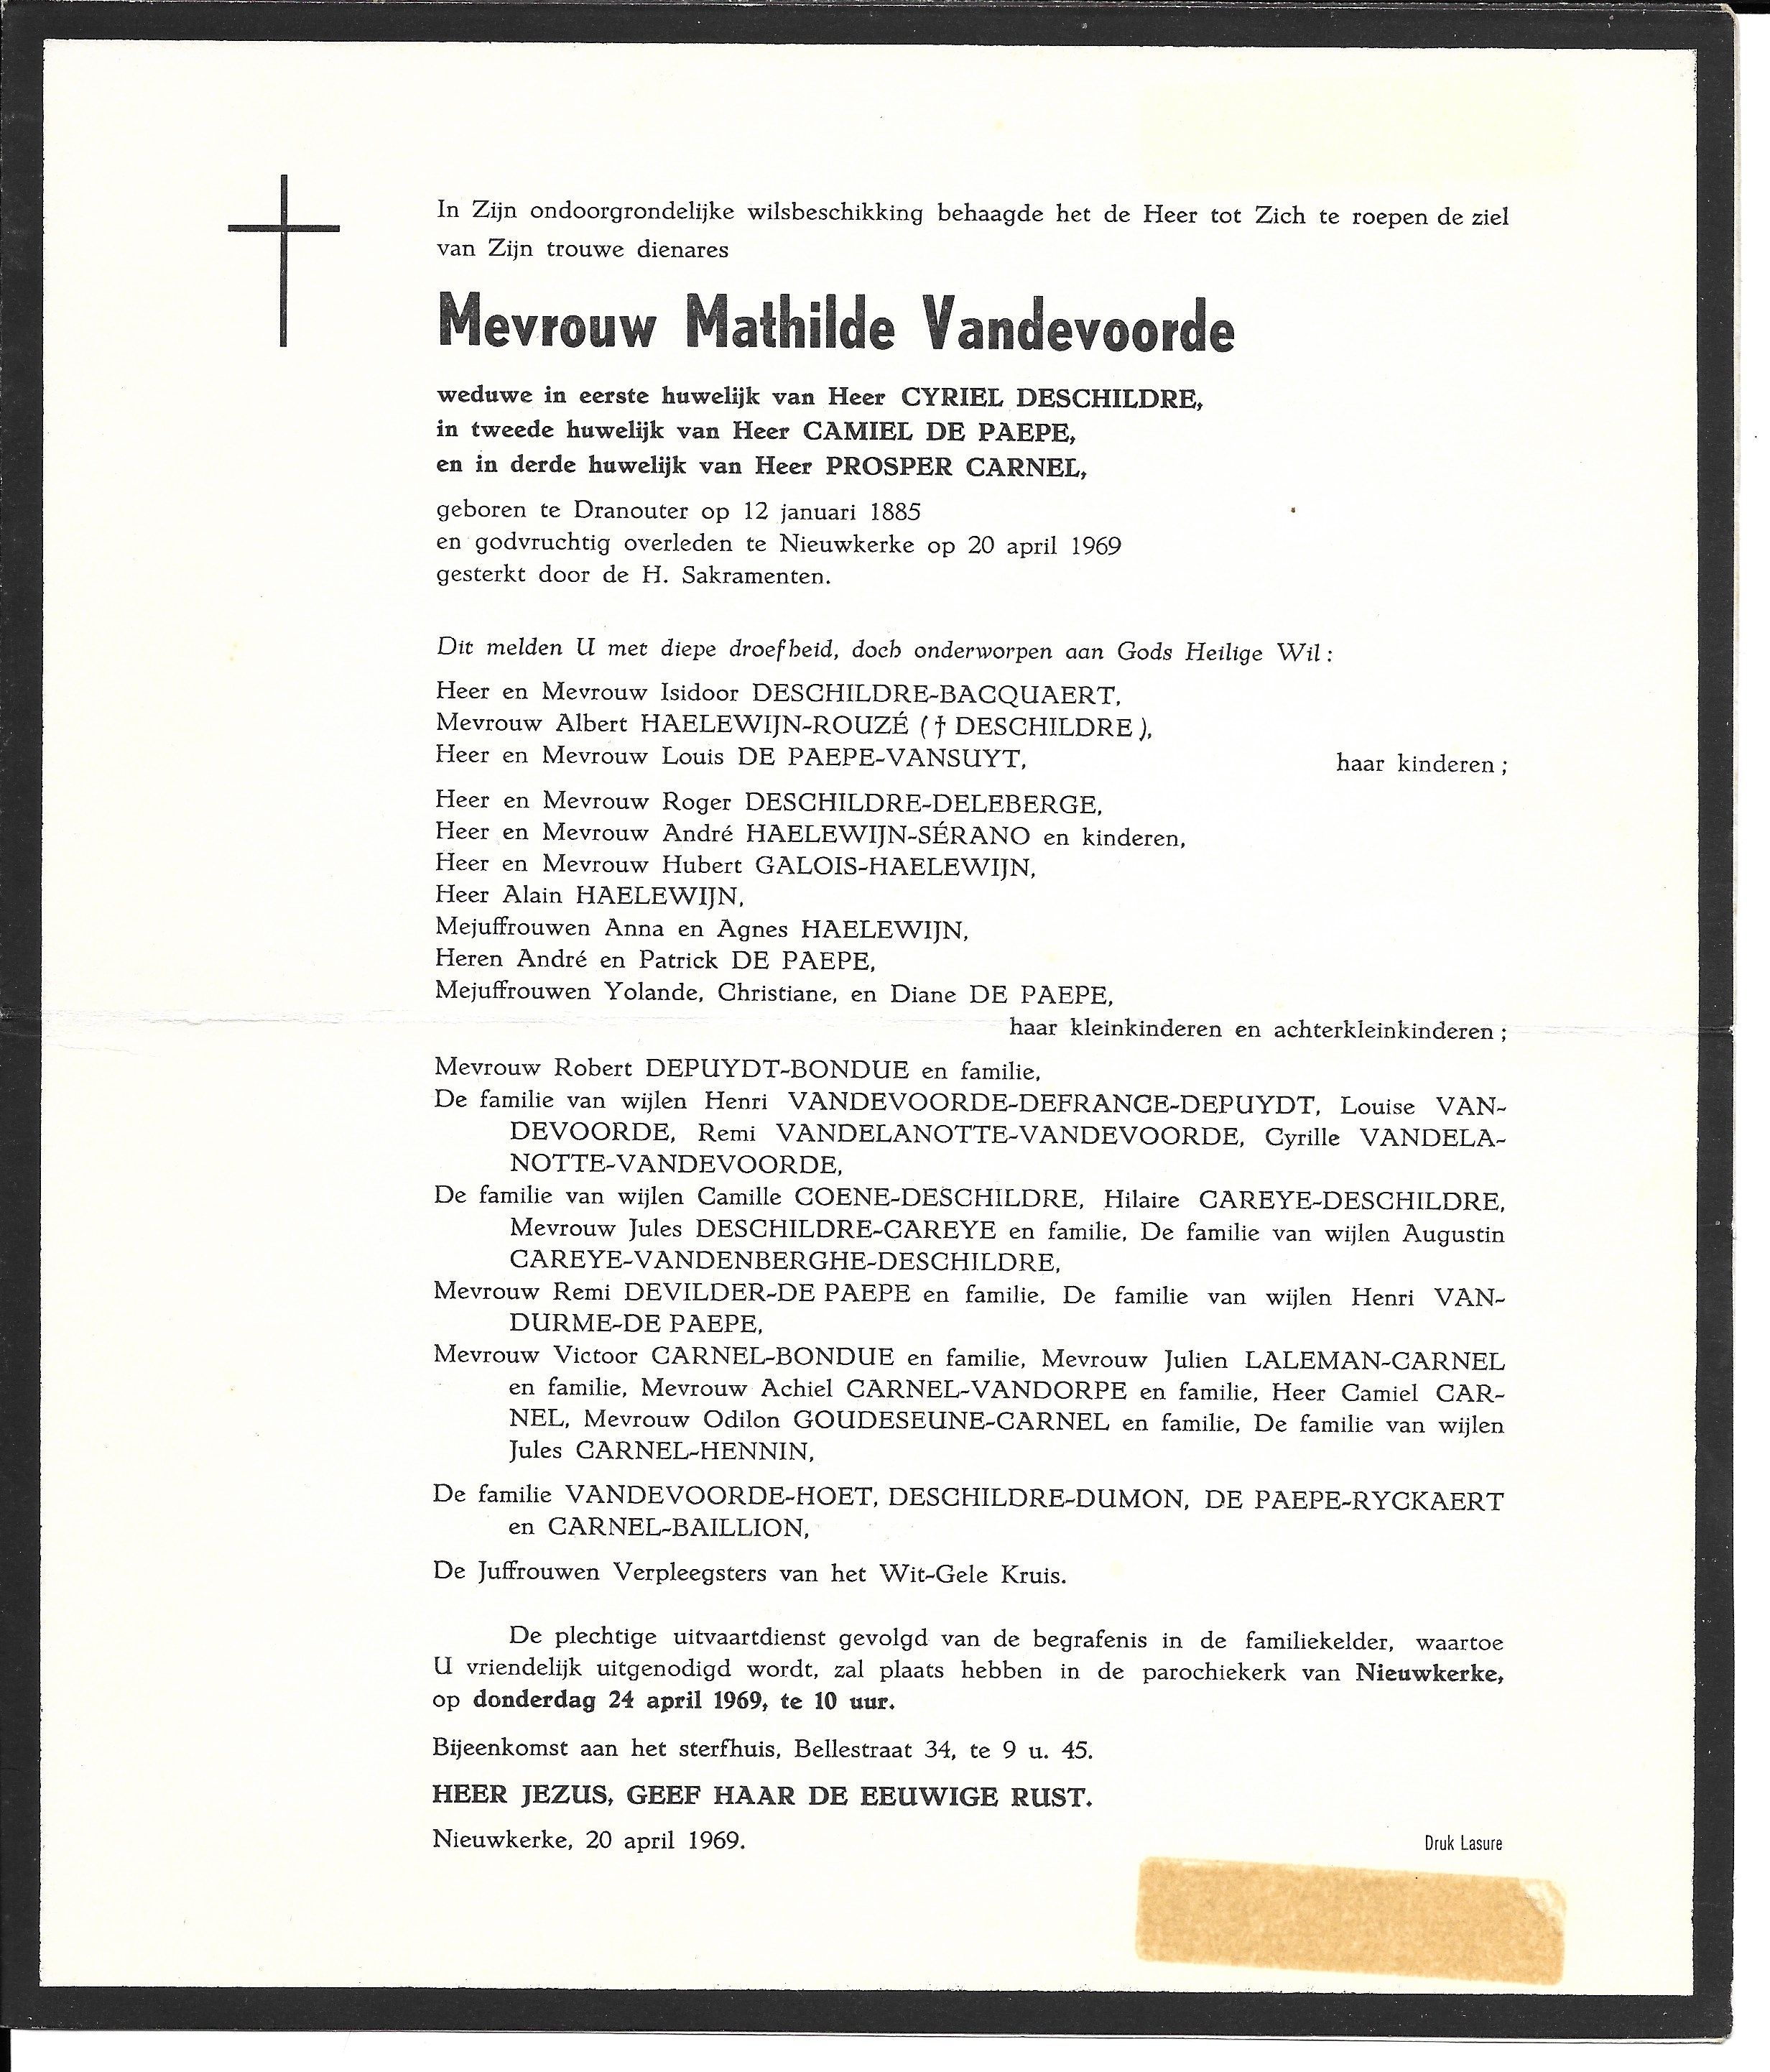 In Zijn ondoorgrondelijke wilsbeschikking behaagde het de Heer tot Zich te roepen de ziel
van Zijn trouwe dienares
Mevrouw Mathilde Vandevoorde
weduwe in eerste huwelijk van Heer CYRIEL DESCHILDRE,
in tweede huwelijk van Heer CAMIEL DE PAEPE,
en in derde huwelijk van Heer PROSPER CARNEL,
geboren te Dranouter op 12 januari 1885
en godvruchtig overleden te Nieuwkerke op 20 april 1969
gesterkt door de H. Sakramenten.
Dit melden U met diepe droefheid, doch onderworpen aan Gods Heilige Wil :
Heer en Mevrouw Isidoor DESCHILDRE-BACQUAERT,
Mevrouw Albert HAELEWIJN-ROUZÉ ( † DESCHILDRE ),
Heer en Mevrouw Louis DE PAEPE-VANSUYT, haar kinderen ;
Heer en Mevrouw Roger DESCHILDRE-DELEBERGE,
Heer en Mevrouw André HAELEWIJN-SÉRANO en kinderen,
Heer en Mevrouw Hubert GALOIS-HAELEWIJN,
Heer Alain HAELEWIJN,
Mejuffrouwen Anna en Agnes HAELEWIJN,
Heren André en Patrick DE PAEPE,
Mejuffrouwen Yolande, Christiane, en Diane DE PAEPE,
haar kleinkinderen en achterkleinkinderen ;
Mevrouw Robert DEPUYDT-BONDUE en familie,
De familie van wijlen Henri VANDEVOORDE-DEFRANCE-DEPUYDT, Louise VAN-
DEVOORDE, Remi VANDELANOTTE-VANDEVOORDE, Cyrille VANDELA-
NOTTE-VANDEVOORDE,
De familie van wijlen Camille COENE-DESCHILDRE, Hilaire CAREYE-DESCHILDRE,
Mevrouw Jules DESCHILDRE-CAREYE en familie, De familie van wijlen Augustin
CAREYE-VANDENBERGHE-DESCHILDRE,
Mevrouw Remi DEVILDER-DE PAEPE en familie, De familie van wijlen Henri VAN-
DURME-DE PAEPE,
Mevrouw Victoor CARNEL-BONDUE en familie, Mevrouw Julien LALEMAN-CARNEL
en familie, Mevrouw Achiel CARNEL-VANDORPE en familie, Heer Camiel CAR-
NEL, Mevrouw Odilon GOUDESEUNE-CARNEL en familie, De familie van wijlen
Jules CARNEL-HENNIN,
De familie VANDEVOORDE-HOET, DESCHILDRE-DUMON, DE PAEPE-RYCKAERT
en CARNEL-BAILLION,
De Juffrouwen Verpleegsters van het Wit-Gele Kruis.
De plechtige uitvaartdienst gevolgd van de begrafenis in de familiekelder, waartoe
U vriendelijk uitgenodigd wordt, zal plaats hebben in de parochiekerk van Nieuwkerke,
op donderdag 24 april 1969, te 10 uur.
Bijeenkomst aan het sterfhuis, Bellestraat 34, te 9 u. 45.
HEER JEZUS, GEEF HAAR DE EEUWIGE RUST.
Nieuwkerke, 20 april 1969. Druk Lasure